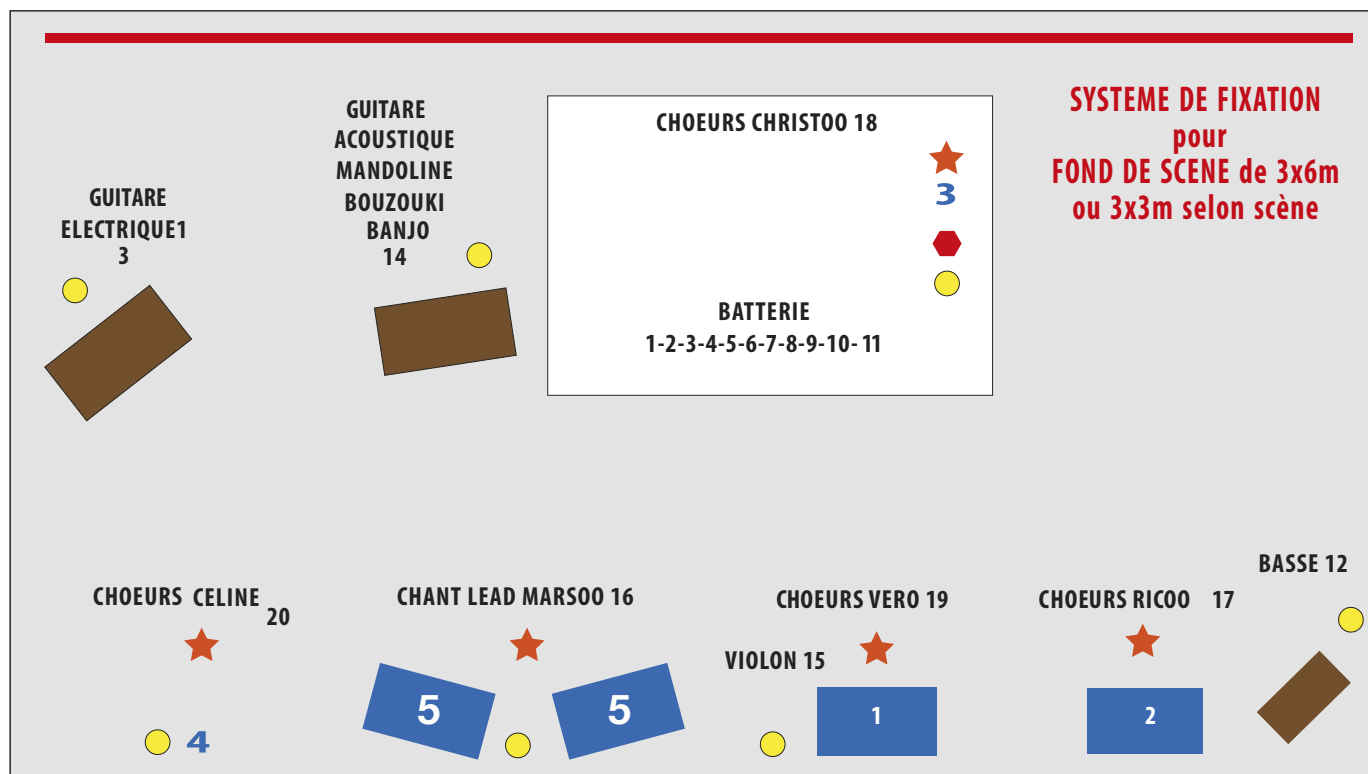 SYSTEME DE FIXATION
pour
FOND DE SCENE de 3x6m
ou 3x3m selon scène
GUITARE
ACOUSTIQUE
MANDOLINE
BOUZOUKI
BANJO
14
GUITARE
ELECTRIQUE1
3
CHOEURS CHRISTOO 18
3
BATTERIE
1-2-3-4-5-6-7-8-9-10- 11
BASSE 12
CHOEURS CELINE
20
4
CHANT LEAD MARSOO 16
5
5
CHOEURS VERO 19
VIOLON 15
1
CHOEURS RICOO 17
2